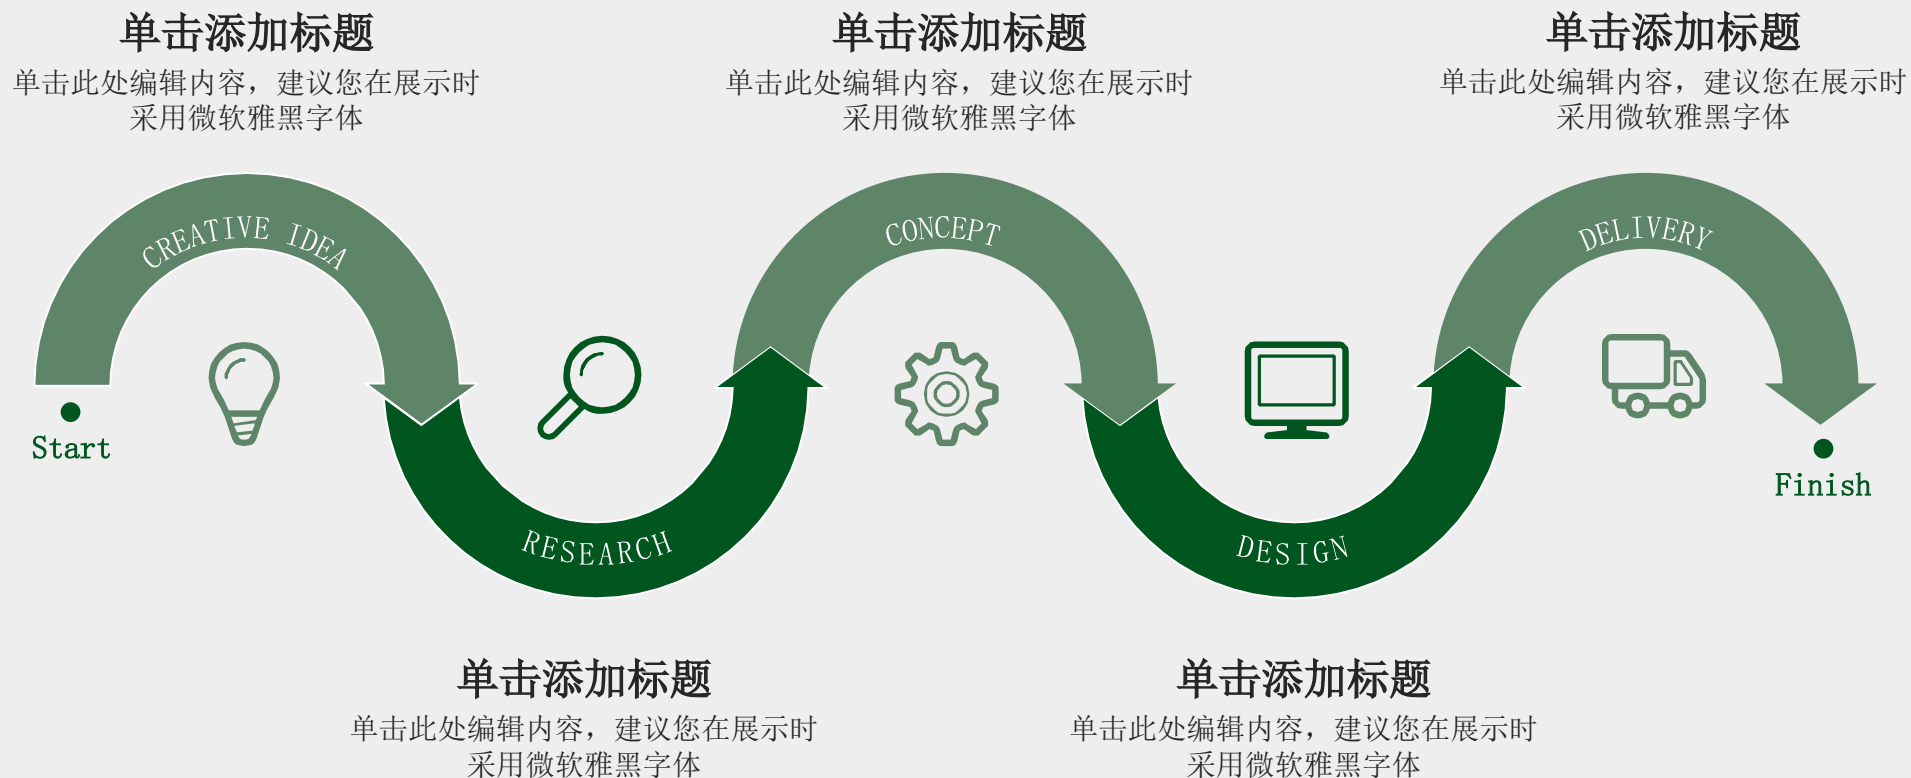 单击添加标题
单击此处编辑内容，建议您在展示时
采用微软雅黑字体
单击添加标题
单击此处编辑内容，建议您在展示时
采用微软雅黑字体
单击添加标题
单击此处编辑内容，建议您在展示时
采用微软雅黑字体
CREATIVE IDEA
CONCEPT
DELIVERY
Start
Finish
RESEARCH
DESIGN
单击添加标题
单击此处编辑内容，建议您在展示时
采用微软雅黑字体
单击添加标题
单击此处编辑内容，建议您在展示时
采用微软雅黑字体